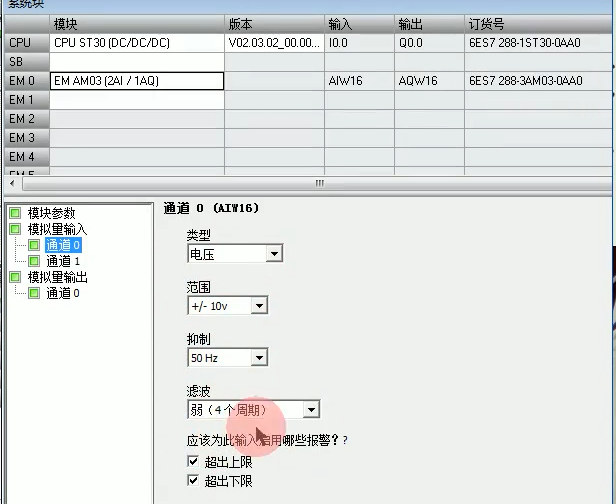 系统块
模块 版本 输入 输出 订货号
CPU CPU ST30 (DC/DC/DC) V02.03.02_00.00... I0.0 Q0.0 6ES7 288-1ST30-0AA0
SB
EM 0 EM AM03 (2AI / 1AQ) AIW16 AQW16 6ES7 288-3AM03-0AA0
EM 1
EM 2
EM 3
EM 4
EM 5
模块参数
模拟量输入
通道 0
通道 1
模拟量输出
通道 0
通道 0 (AIW16)
类型
电压
范围
+/- 10v
抑制
50 Hz
滤波
弱（4 个周期）
应该为此输入启用哪些报警？?
超出上限
超出下限